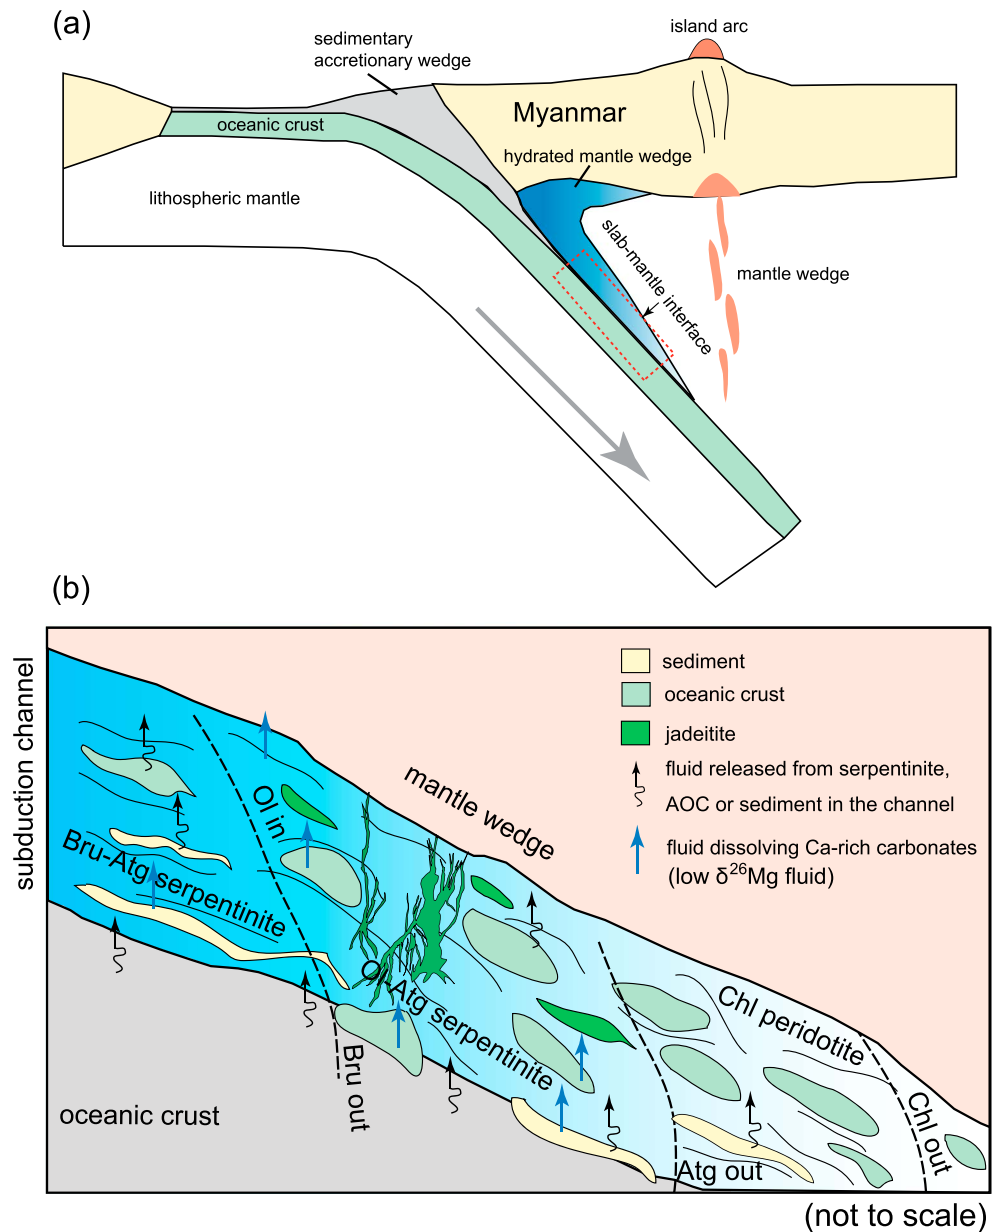 (a)
island arc
sedimentary
accretionary wedge
Myanmar
oceanic crust
hydrated mantle wedge
lithospheric mantle
slab-mantle interface
mantle wedge
(b)
subduction channel
sediment
oceanic crust
jadeitite
fluid released from serpentinite,
AOC or sediment in the channel
fluid dissolving Ca-rich carbonates
(low δ²⁶Mg fluid)
mantle wedge
Ol in
Bru-Atg serpentinite
Ol-Atg serpentinite
Chl peridotite
Bru out
oceanic crust
Atg out
Chl out
(not to scale)